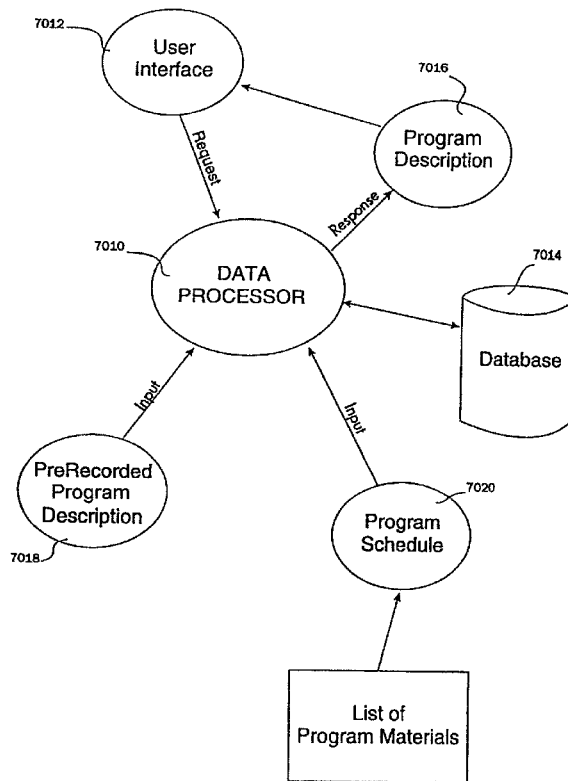 7012
User
Interface
7016
Program
Description
Request
Response
7010
DATA
PROCESSOR
7014
Database
Input
Input
PreRecorded
Program
Description
7018
7020
Program
Schedule
List of
Program Materials